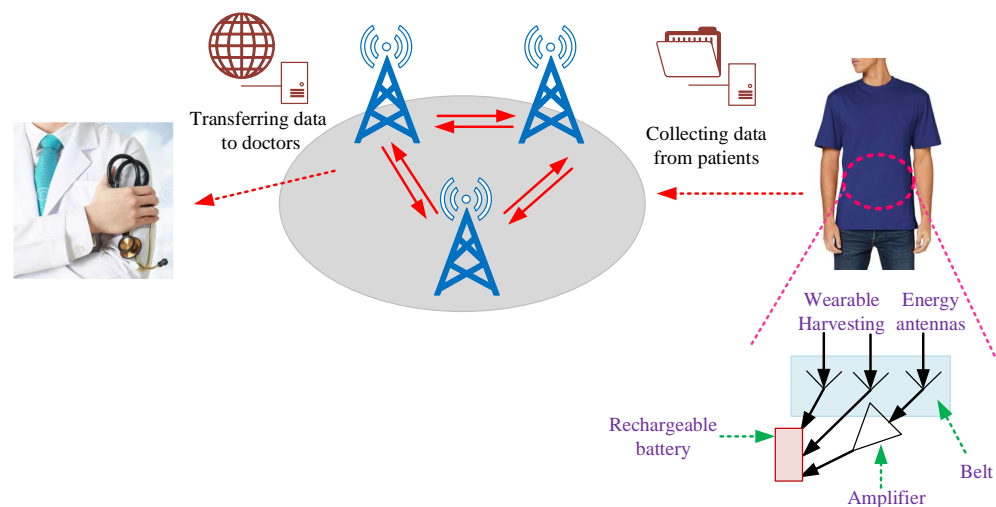 Transferring data
to doctors
Collecting data
from patients
Wearable
Harvesting
Energy
antennas
Rechargeable
battery
Belt
Amplifier